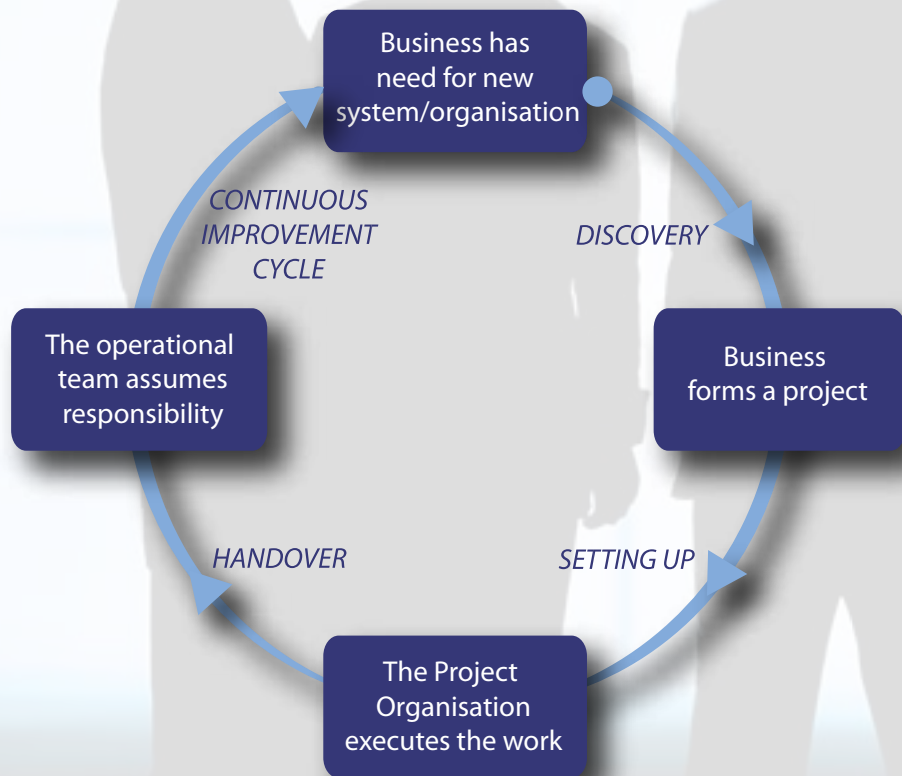 Business has
need for new
system/organisation
CONTINUOUS
IMPROVEMENT
CYCLE
DISCOVERY
The operational
team assumes
responsibility
Business
forms a project
HANDOVER
SETTING UP
The Project
Organisation
executes the work